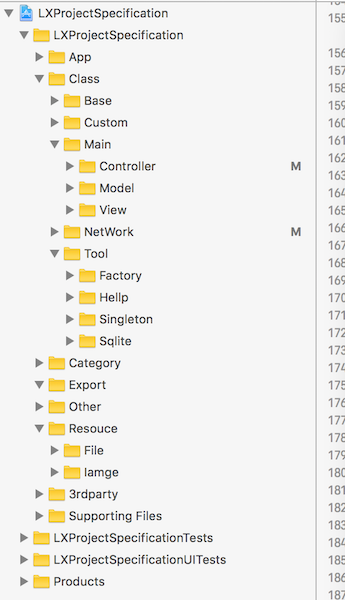 LXProjectSpecification
LXProjectSpecification
App
Class
Base
Custom
Main
Controller M
Model
View
NetWork M
Tool
Factory
Hellp
Singleton
Sqlite
Category
Export
Other
Resouce
File
Iamge
3rdparty
Supporting Files
LXProjectSpecificationTests
LXProjectSpecificationUITests
Products
155
156
157
158
159
160
161
162
163
164
165
166
167
168
169
170
171
172
173
174
175
176
177
178
179
180
181
182
183
184
185
186
187